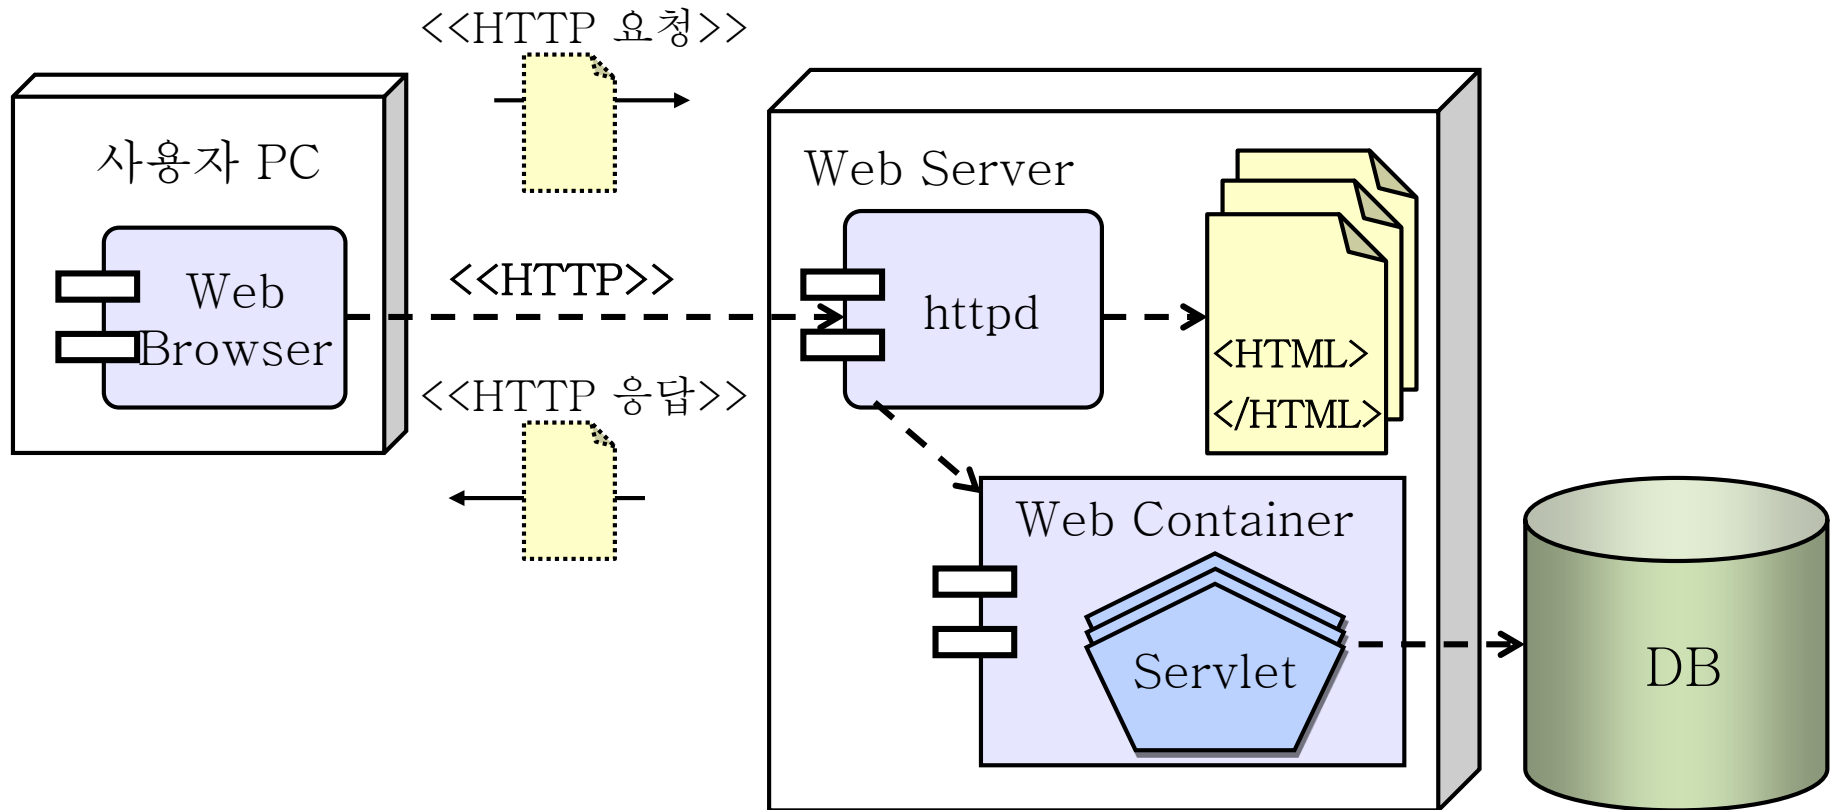 <<HTTP 요청>>
사용자 PC
Web Server
Web
Browser
<<HTTP>>
httpd
<HTML>
</HTML>
<<HTTP 응답>>
Web Container
Servlet
DB